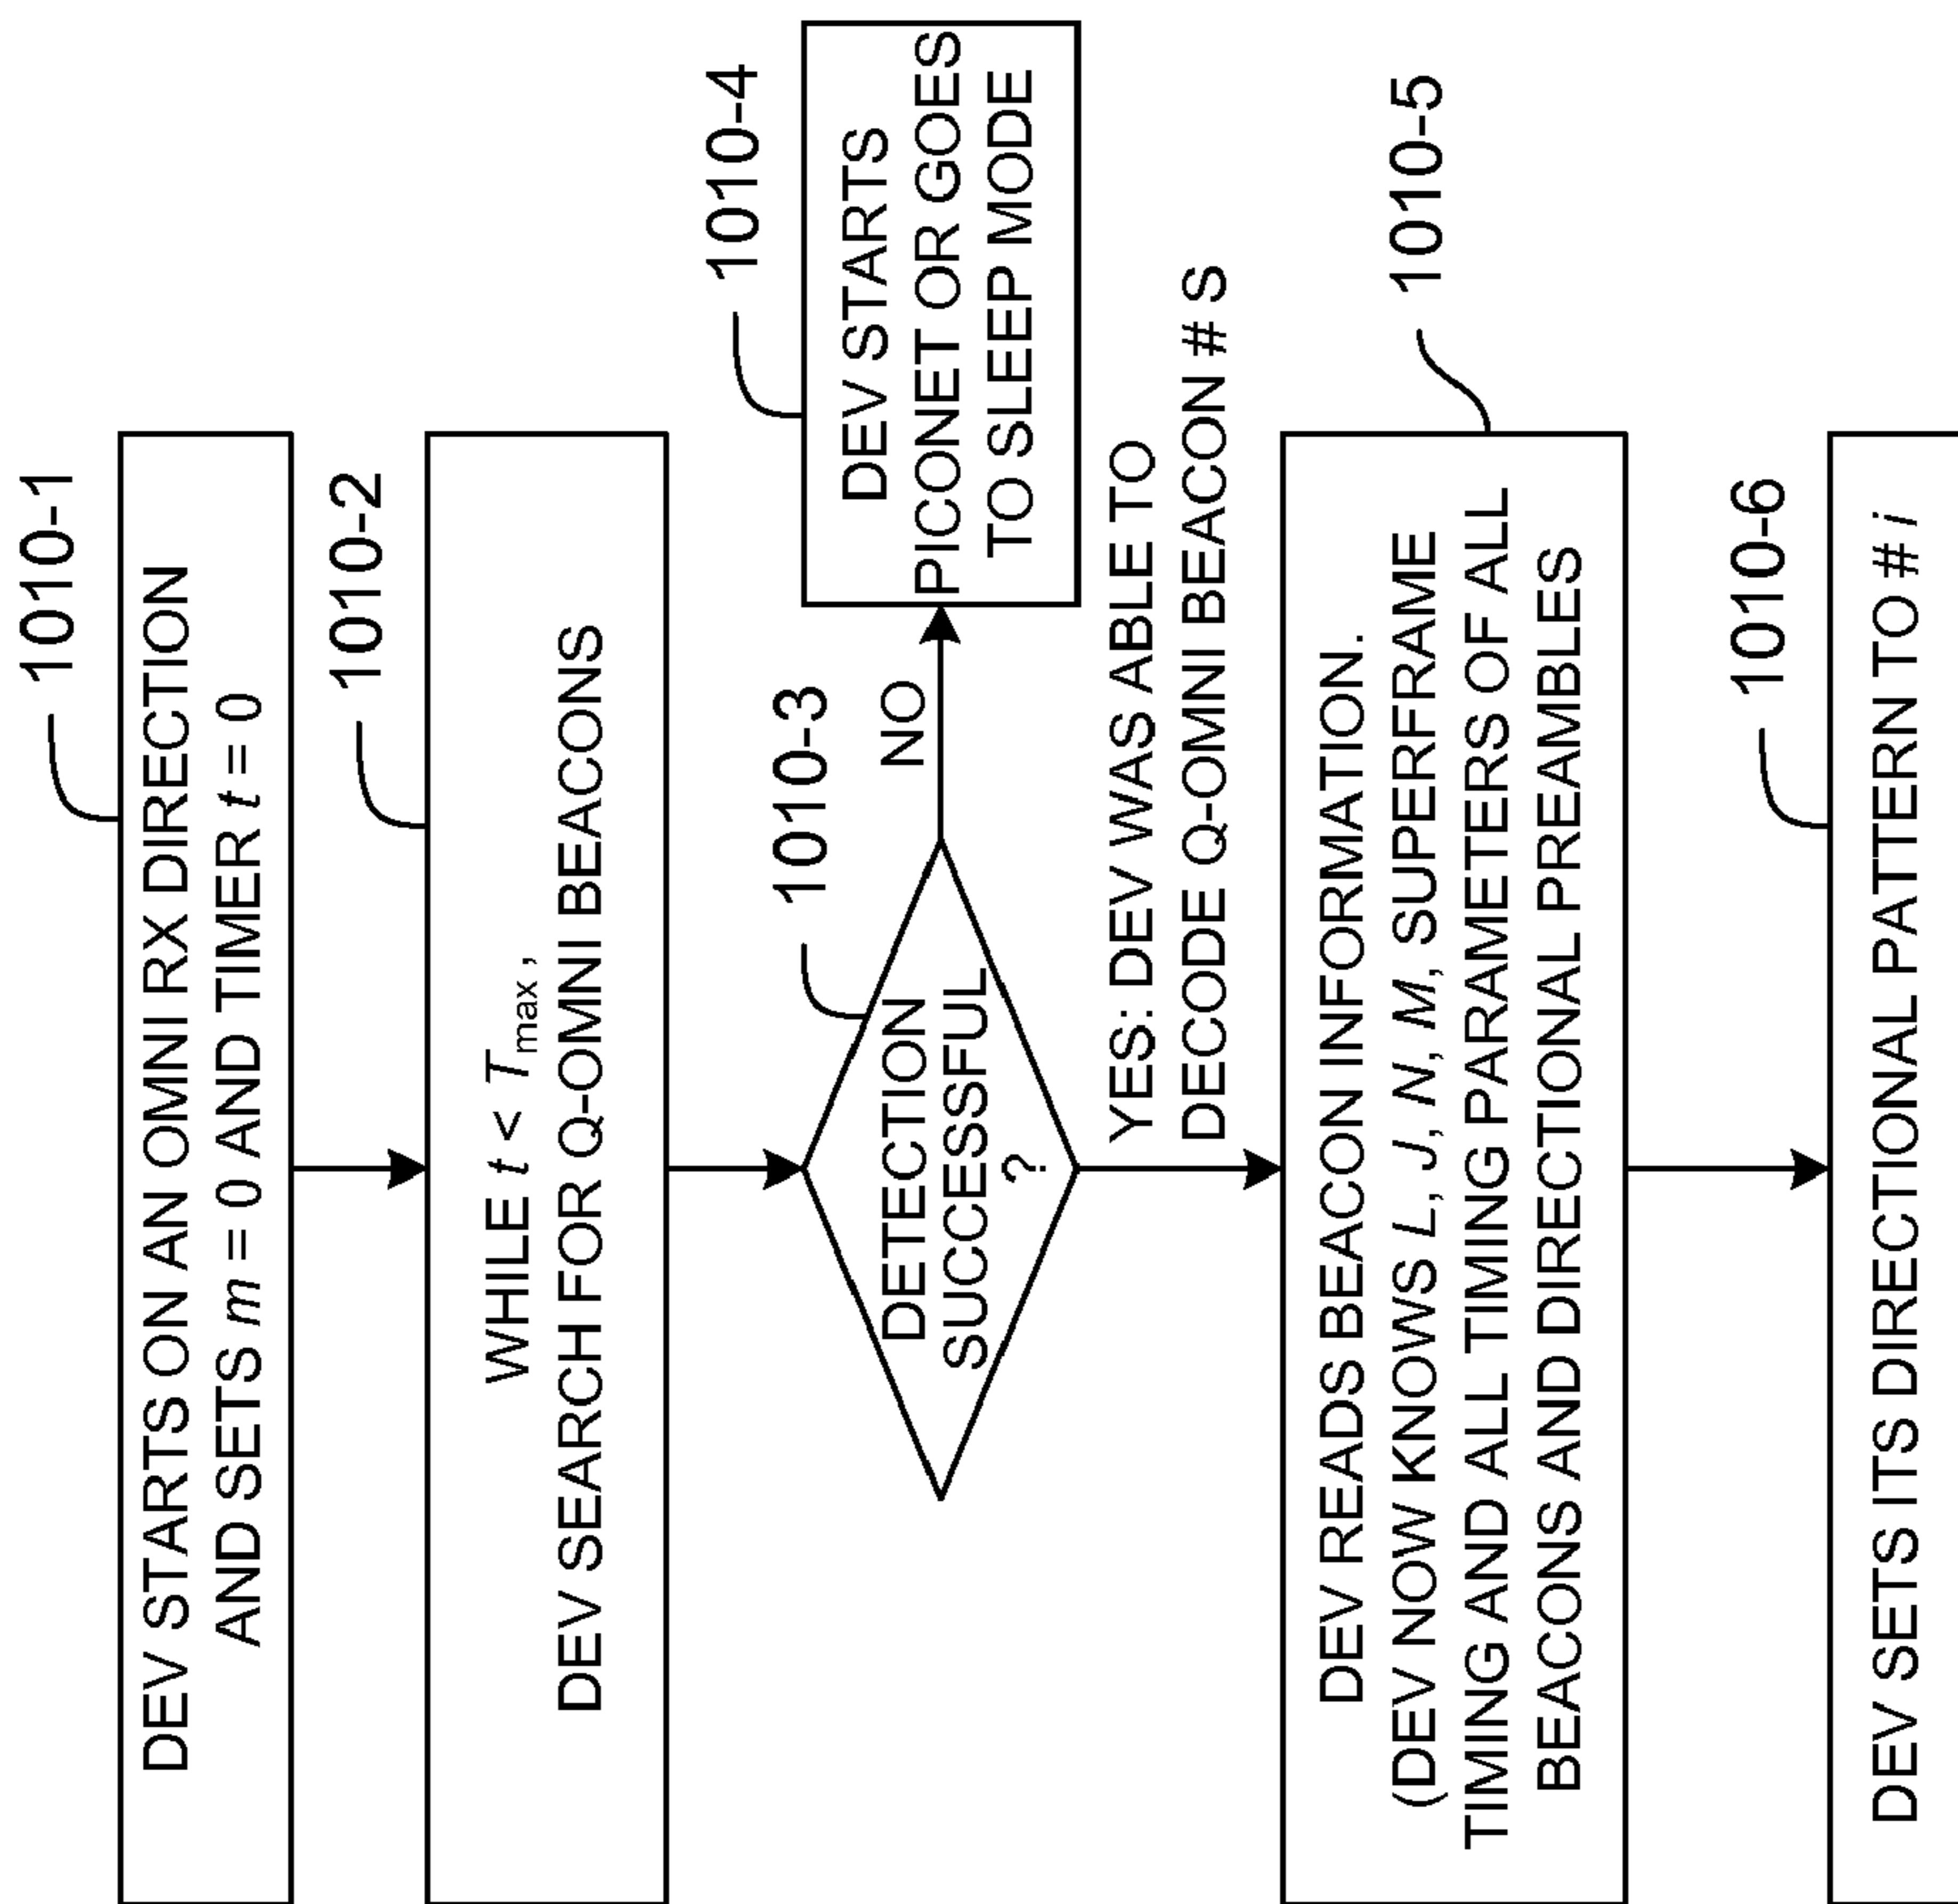 1010-1
DEV STARTS ON AN OMNI RX DIRECTION
AND SETS m = 0 AND TIMER t = 0
1010-2
WHILE t < Tmax,
DEV SEARCH FOR Q-OMNI BEACONS
1010-3
DETECTION
SUCCESSFUL
?
NO
1010-4
DEV STARTS
PICONET OR GOES
TO SLEEP MODE
YES: DEV WAS ABLE TO
DECODE Q-OMNI BEACON # S
1010-5
DEV READS BEACON INFORMATION.
(DEV NOW KNOWS L, J, N, M, SUPERFRAME
TIMING AND ALL TIMING PARAMETERS OF ALL
BEACONS AND DIRECTIONAL PREAMBLES
1010-6
DEV SETS ITS DIRECTIONAL PATTERN TO # i